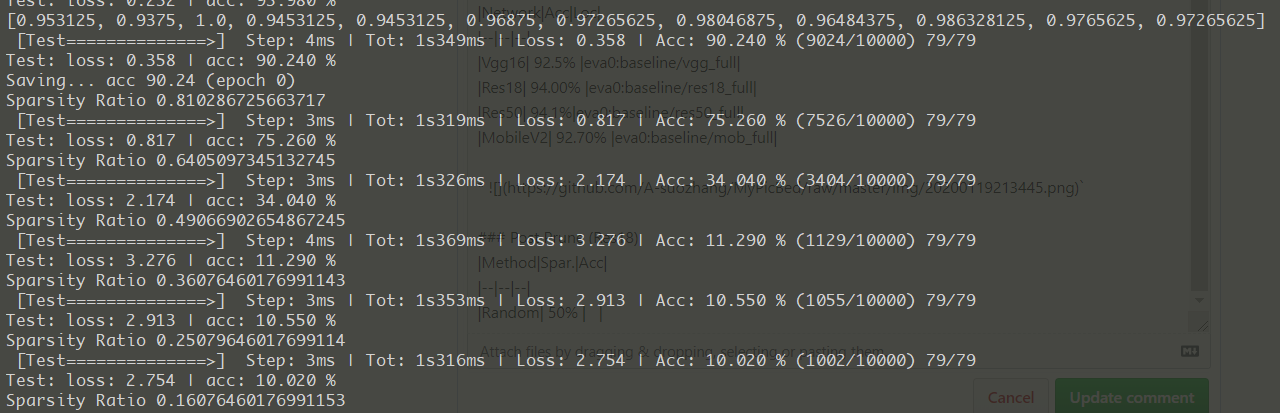 Test: loss: 0.252 | acc: 93.980 %
[0.953125, 0.9375, 1.0, 0.9453125, 0.9453125, 0.96875, 0.97265625, 0.98046875, 0.96484375, 0.986328125, 0.9765625, 0.97265625]
|Network|Acc|Loc|
[Test==============>] Step: 4ms | Tot: 1s349ms | Loss: 0.358 | Acc: 90.240 % (9024/10000) 79/79
|--|--|--|
Test: loss: 0.358 | acc: 90.240 %
|Vgg16| 92.5% |eva0:baseline/vgg_full|
Saving... acc 90.24 (epoch 0)
|Res18| 94.00% |eva0:baseline/res18_full|
Sparsity Ratio 0.810286725663717
|Res50| 94.1%|eva0:baseline/res50_full|
[Test==============>] Step: 3ms | Tot: 1s319ms | Loss: 0.817 | Acc: 75.260 % (7526/10000) 79/79
Test: loss: 0.817 | acc: 75.260 %
|MobileV2| 92.70% |eva0:baseline/mob_full|
Sparsity Ratio 0.6405097345132745
[Test==============>] Step: 3ms | Tot: 1s326ms | Loss: 2.174 | Acc: 34.040 % (3404/10000) 79/79
![](https://github.com/A-suozhang/MyPicBed/raw/master/img/20200119213445.png)`
Test: loss: 2.174 | acc: 34.040 %
Sparsity Ratio 0.49066902654867245
[Test==============>] Step: 4ms | Tot: 1s369ms | Loss: 3.276 | Acc: 11.290 % (1129/10000) 79/79
Test: loss: 3.276 | acc: 11.290 %
|Method|Spar.|Acc|
Sparsity Ratio 0.36076460176991143
|--|--|--|
[Test==============>] Step: 3ms | Tot: 1s353ms | Loss: 2.913 | Acc: 10.550 % (1055/10000) 79/79
|Random| 50% | |
Test: loss: 2.913 | acc: 10.550 %
Sparsity Ratio 0.25079646017699114
Attach files by dragging & dropping, selecting or pasting them.
[Test==============>] Step: 3ms | Tot: 1s316ms | Loss: 2.754 | Acc: 10.020 % (1002/10000) 79/79
Test: loss: 2.754 | acc: 10.020 %
Sparsity Ratio 0.16076460176991153
Cancel
Update comment